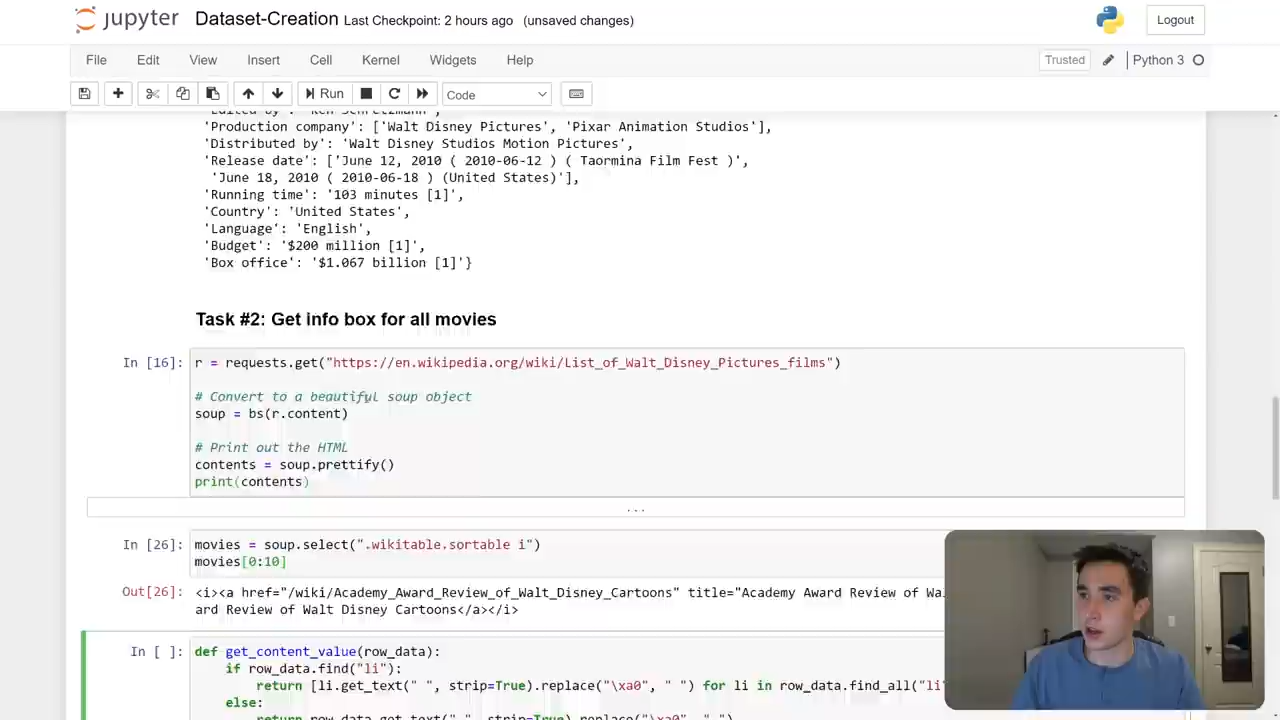 jupyter Dataset-Creation Last Checkpoint: 2 hours ago (unsaved changes)
Logout
File Edit View Insert Cell Kernel Widgets Help
Trusted Python 3
Run Code
'Production company': ['Walt Disney Pictures', 'Pixar Animation Studios'],
'Distributed by': 'Walt Disney Studios Motion Pictures',
'Release date': ['June 12, 2010 ( 2010-06-12 ) ( Taormina Film Fest )',
'June 18, 2010 ( 2010-06-18 ) (United States)'],
'Running time': '103 minutes [1]',
'Country': 'United States',
'Language': 'English',
'Budget': '$200 million [1]',
'Box office': '$1.067 billion [1]'}
Task #2: Get info box for all movies
In [16]: r = requests.get("https://en.wikipedia.org/wiki/List_of_Walt_Disney_Pictures_films")
# Convert to a beautiful soup object
soup = bs(r.content)
# Print out the HTML
contents = soup.prettify()
print(contents)
...
In [26]: movies = soup.select(".wikitable.sortable i")
movies[0:10]
Out[26]: <i><a href="/wiki/Academy_Award_Review_of_Walt_Disney_Cartoons" title="Academy Award Review of
ard Review of Walt Disney Cartoons</a></i>
In [ ]: def get_content_value(row_data):
if row_data.find("li"):
return [li.get_text(" ", strip=True).replace("\xa0", " ") for li in row_data.find_all("li"
else:
return row_data.get_text(" ", strip=True).replace("\xa0", " ")